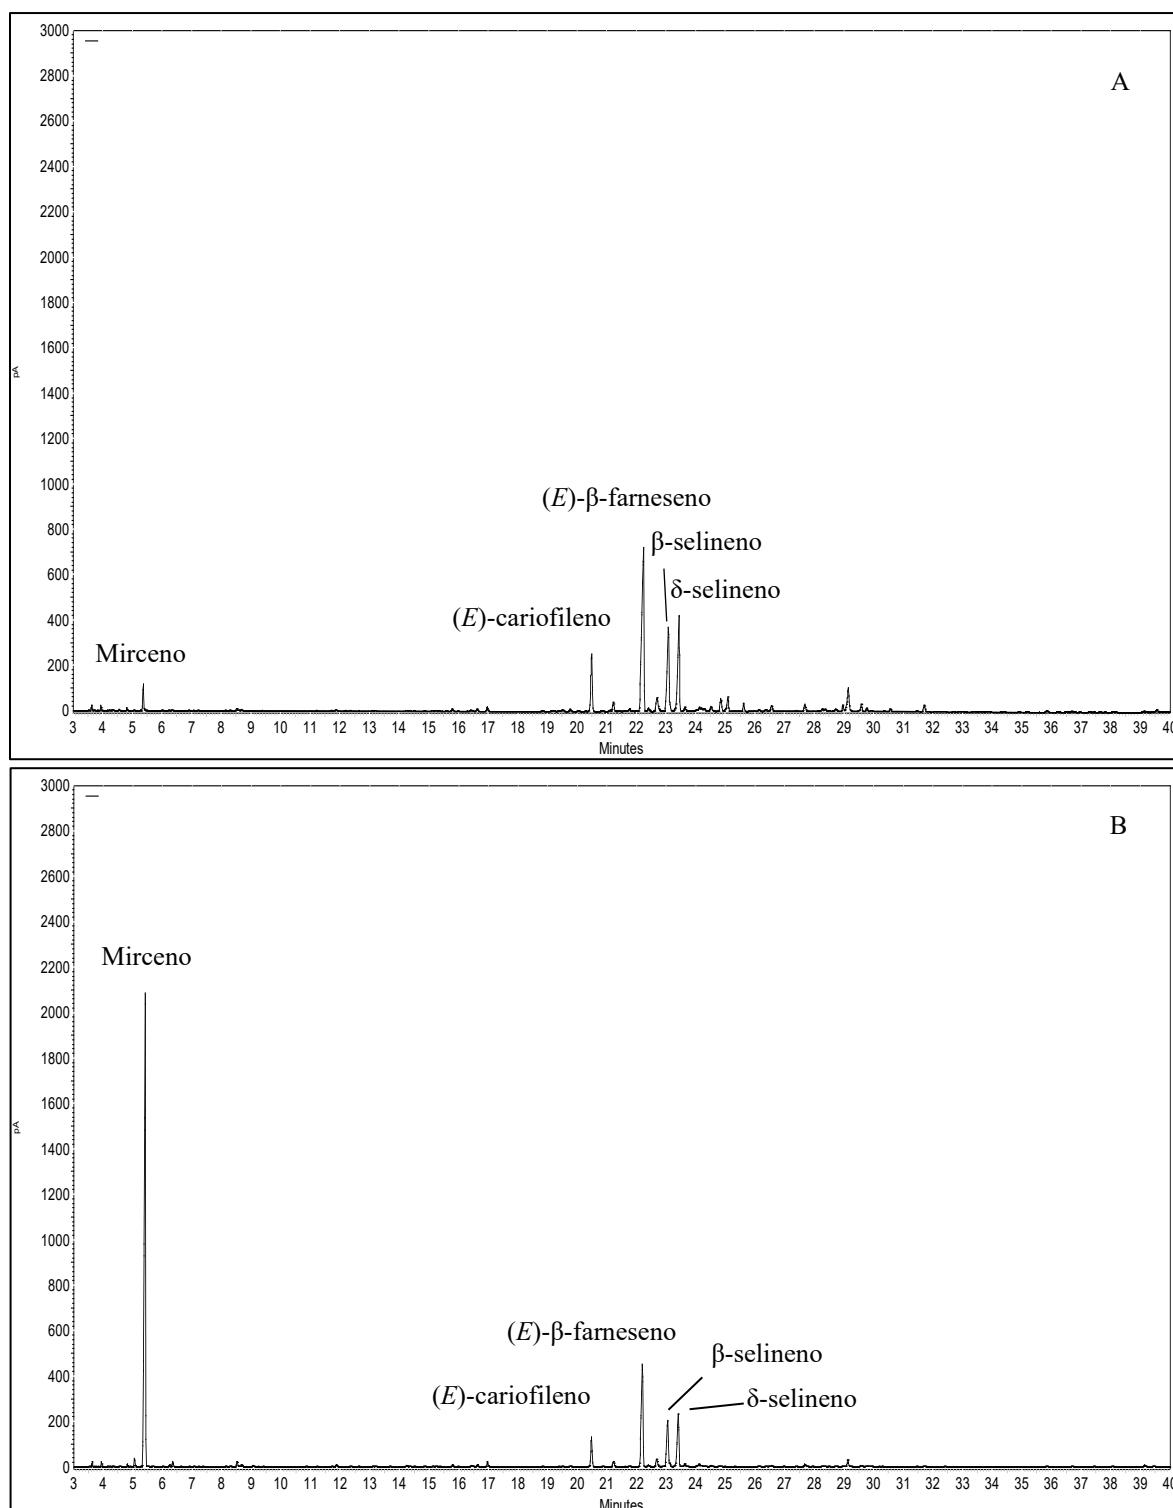 3000
A
2800
2600
2400
2200
2000
1800
1600
1400
pA
1200
1000
(E)-β-farneseno
800
β-selineno
600
δ-selineno
400
(E)-cariofileno
Mirceno
200
0
3 4 5 6 7 8 9 10 11 12 13 14 15 16 17 18 19 20 21 22 23 24 25 26 27 28 29 30 31 32 33 34 35 36 37 38 39 40
Minutes
3000
B
2800
2600
2400
Mirceno
2200
2000
1800
1600
pA
1400
1200
1000
800
(E)-β-farneseno
600
β-selineno
400
(E)-cariofileno
δ-selineno
200
0
3 4 5 6 7 8 9 10 11 12 13 14 15 16 17 18 19 20 21 22 23 24 25 26 27 28 29 30 31 32 33 34 35 36 37 38 39 40
Minutes